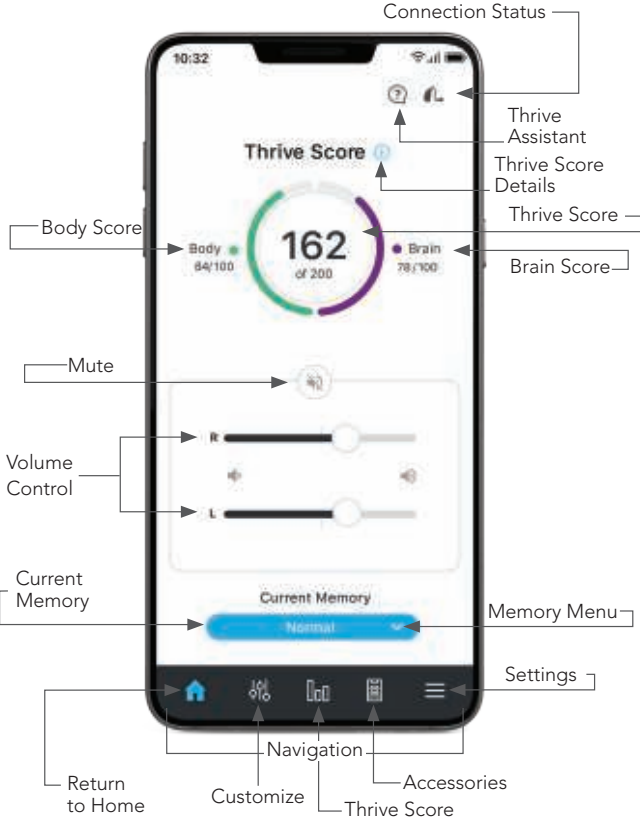 Connection Status
10:32
Thrive
Assistant
Thrive Score
Thrive Score
Details
Thrive Score
Body Score
Body
84/100
162
of 200
Brain
78/100
Brain Score
Mute
R
Volume
Control
L
Current
Memory
Current Memory
Normal
Memory Menu
Settings
Navigation
Return
to Home
Customize
Accessories
Thrive Score